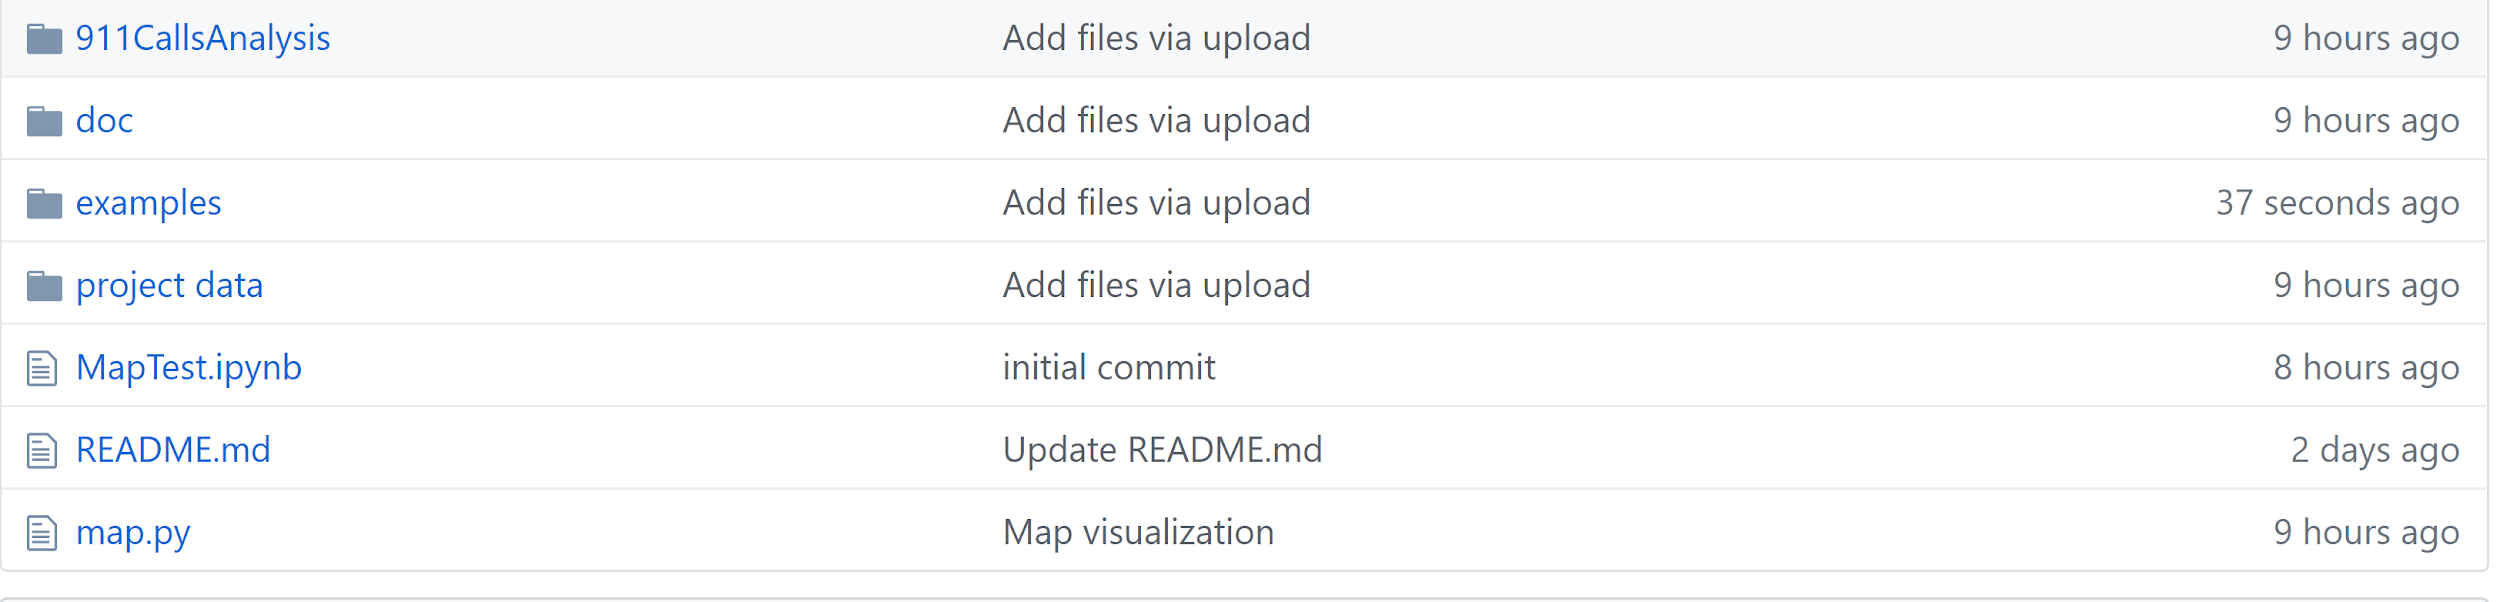 911CallsAnalysis Add files via upload 9 hours ago
doc Add files via upload 9 hours ago
examples Add files via upload 37 seconds ago
project data Add files via upload 9 hours ago
MapTest.ipynb initial commit 8 hours ago
README.md Update README.md 2 days ago
map.py Map visualization 9 hours ago